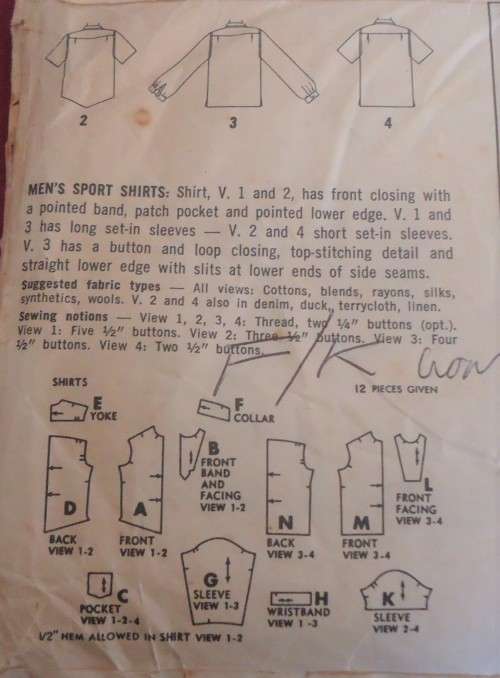 2
3
4
MEN'S SPORT SHIRTS: Shirt, V. 1 and 2, has front closing with
a pointed band, patch pocket and pointed lower edge. V. 1 and
3 has long set-in sleeves — V. 2 and 4 short set-in sleeves.
V. 3 has a button and loop closing, top-stitching detail and
straight lower edge with slits at lower ends of side seams.
Suggested fabric types — All views: Cottons, blends, rayons, silks,
synthetics, wools. V. 2 and 4 also in denim, duck, terrycloth, linen.
Sewing notions — View 1, 2, 3, 4: Thread, two ¼" buttons (opt.).
View 1: Five ½" buttons. View 2: Three ½" buttons. View 3: Four
½" buttons. View 4: Two ½" buttons.
F/K
SHIRTS
12 PIECES GIVEN
E
YOKE
F
COLLAR
D
BACK
VIEW 1-2
A
FRONT
VIEW 1-2
B
FRONT
BAND
AND
FACING
VIEW 1-2
N
BACK
VIEW 3-4
M
FRONT
VIEW 3-4
L
FRONT
FACING
VIEW 3-4
C
POCKET
VIEW 1-2-4
G
SLEEVE
VIEW 1-3
H
WRISTBAND
VIEW 1-3
K
SLEEVE
VIEW 2-4
1/2" HEM ALLOWED IN SHIRT VIEW 1-2